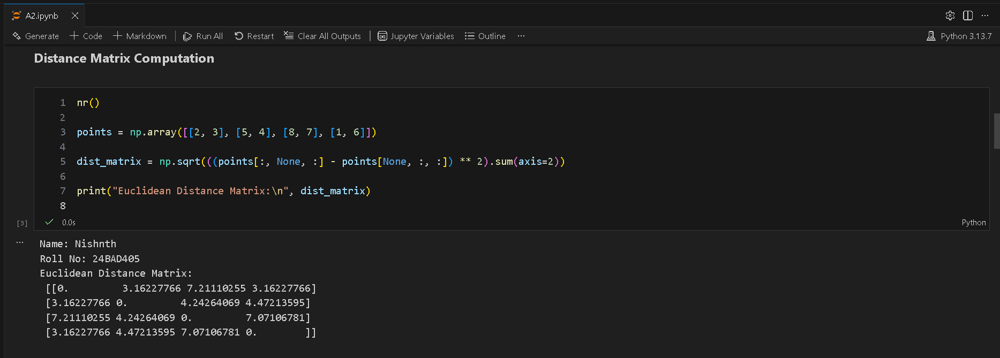 A2.ipynb
Generate + Code + Markdown | Run All Restart Clear All Outputs | Jupyter Variables Outline ... Python 3.13.7
Distance Matrix Computation
1 nr()
2
3 points = np.array([[2, 3], [5, 4], [8, 7], [1, 6]])
4
5 dist_matrix = np.sqrt(((points[:, None, :] - points[None, :, :]) ** 2).sum(axis=2))
6
7 print("Euclidean Distance Matrix:\n", dist_matrix)
8
[3] 0.0s Python
Name: Nishnth
Roll No: 24BAD405
Euclidean Distance Matrix:
[[0.         3.16227766 7.21110255 3.16227766]
[3.16227766 0.         4.24264069 4.47213595]
[7.21110255 4.24264069 0.         7.07106781]
[3.16227766 4.47213595 7.07106781 0.        ]]